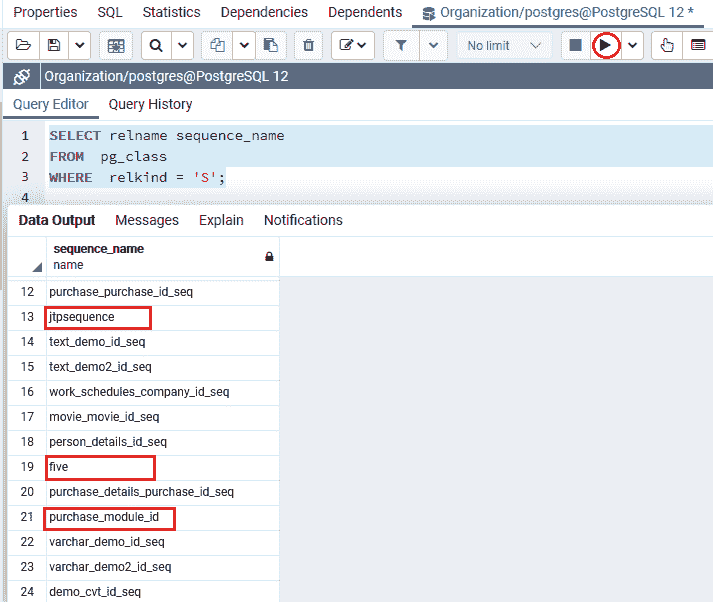 Properties SQL Statistics Dependencies Dependents Organization/postgres@PostgreSQL 12 *
No limit
Organization/postgres@PostgreSQL 12
Query Editor Query History
1 SELECT relname sequence_name
2 FROM pg_class
3 WHERE relkind = 'S';
4
Data Output Messages Explain Notifications
sequence_name
name
12 purchase_purchase_id_seq
13 jtpsequence
14 text_demo_id_seq
15 text_demo2_id_seq
16 work_schedules_company_id_seq
17 movie_movie_id_seq
18 person_details_id_seq
19 five
20 purchase_details_purchase_id_seq
21 purchase_module_id
22 varchar_demo_id_seq
23 varchar_demo2_id_seq
24 demo_cvt_id_seq